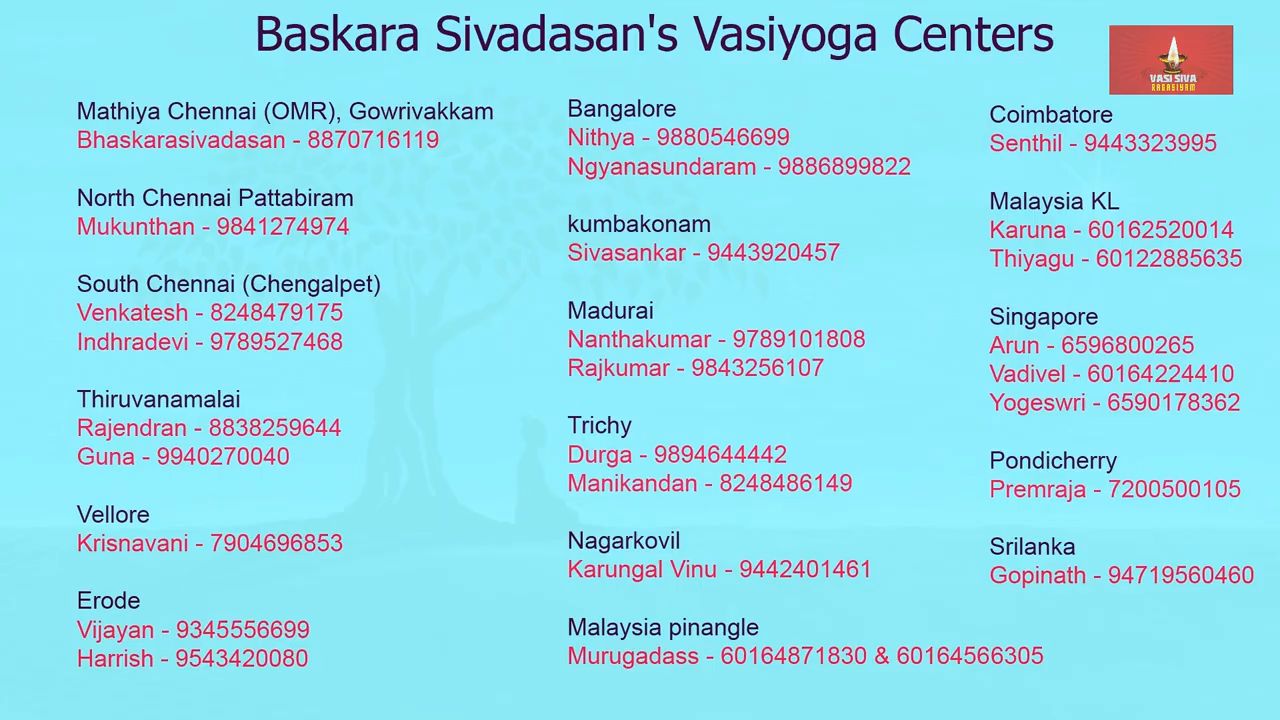 Baskara Sivadasan's Vasiyoga Centers
VASI SIVA
RAGASIYAM
Mathiya Chennai (OMR), Gowrivakkam
Bhaskarasivadasan - 8870716119
North Chennai Pattabiram
Mukunthan - 9841274974
South Chennai (Chengalpet)
Venkatesh - 8248479175
Indhradevi - 9789527468
Thiruvanamalai
Rajendran - 8838259644
Guna - 9940270040
Vellore
Krisnavani - 7904696853
Erode
Vijayan - 9345556699
Harrish - 9543420080
Bangalore
Nithya - 9880546699
Ngyanasundaram - 9886899822
kumbakonam
Sivasankar - 9443920457
Madurai
Nanthakumar - 9789101808
Rajkumar - 9843256107
Trichy
Durga - 9894644442
Manikandan - 8248486149
Nagarkovil
Karungal Vinu - 9442401461
Malaysia pinangle
Murugadass - 60164871830 & 60164566305
Coimbatore
Senthil - 9443323995
Malaysia KL
Karuna - 60162520014
Thiyagu - 60122885635
Singapore
Arun - 6596800265
Vadivel - 60164224410
Yogeswri - 6590178362
Pondicherry
Premraja - 7200500105
Srilanka
Gopinath - 94719560460